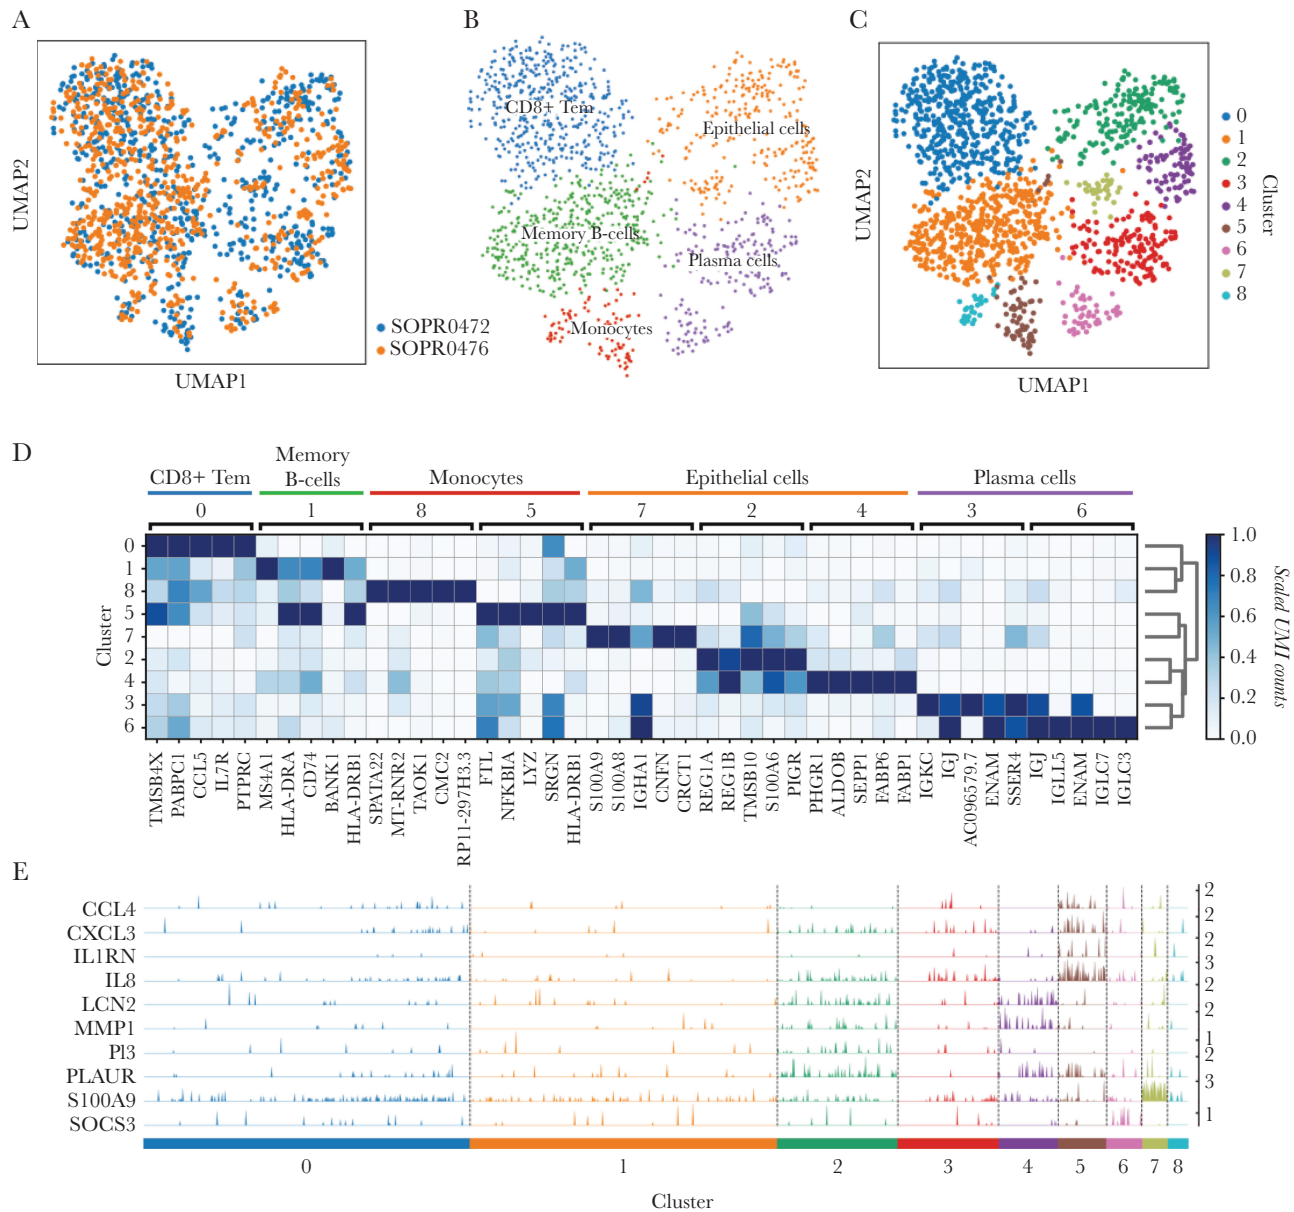 A
B
C
UMAP2
UMAP1
SOPR0472
SOPR0476
CD8+ Tem
Epithelial cells
Memory B-cells
Plasma cells
Monocytes
UMAP2
UMAP1
0
1
2
3
4
5
6
7
8
Cluster
D
CD8+ Tem
Memory
B-cells
Monocytes
Epithelial cells
Plasma cells
0 1 8 5 7 2 4 3 6
Cluster
0
1
8
5
7
2
4
3
6
TMSB4X
PABPC1
CCL5
IL7R
PTPRC
MS4A1
HLA-DRA
CD74
BANK1
HLA-DRB1
SPATA22
MT-RNR2
TAOK1
CMC2
RP11-297H3.3
FTL
NFKBIA
LYZ
SRGN
HLA-DRB1
S100A9
S100A8
IGHA1
CNFN
CRCT1
REG1A
REG1B
TMSB10
S100A6
PIGR
PHGR1
ALDOB
SEPP1
FABP6
FABP1
IGKC
IGJ
AC096579.7
ENAM
SSER4
IGJ
IGLL5
ENAM
IGLC7
IGLC3
1.0
0.8
0.6
0.4
0.2
0.0
Scaled UMI counts
E
CCL4 2
CXCL3 2
IL1RN 2
IL8 3
LCN2 2
MMP1 2
PI3 1
PLAUR 2
S100A9 3
SOCS3 1
0 1 2 3 4 5 6 7 8
Cluster